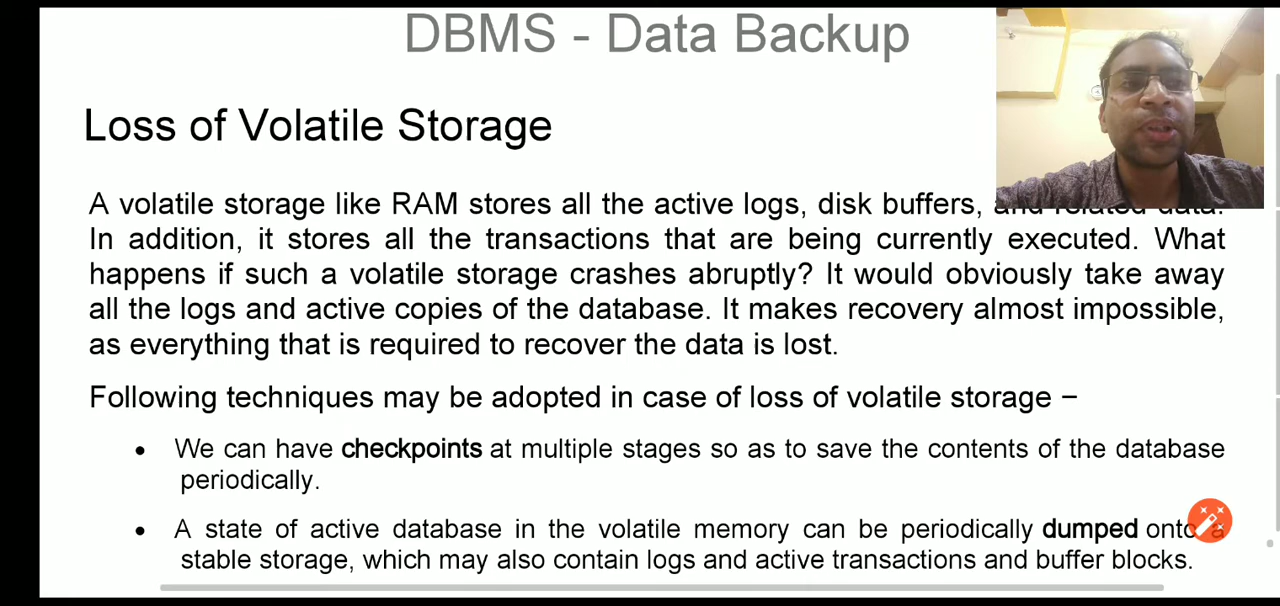 DBMS - Data Backup
Loss of Volatile Storage
A volatile storage like RAM stores all the active logs, disk buffers, and related data.
In addition, it stores all the transactions that are being currently executed. What
happens if such a volatile storage crashes abruptly? It would obviously take away
all the logs and active copies of the database. It makes recovery almost impossible,
as everything that is required to recover the data is lost.
Following techniques may be adopted in case of loss of volatile storage −
• We can have checkpoints at multiple stages so as to save the contents of the database
periodically.
• A state of active database in the volatile memory can be periodically dumped onto a
stable storage, which may also contain logs and active transactions and buffer blocks.